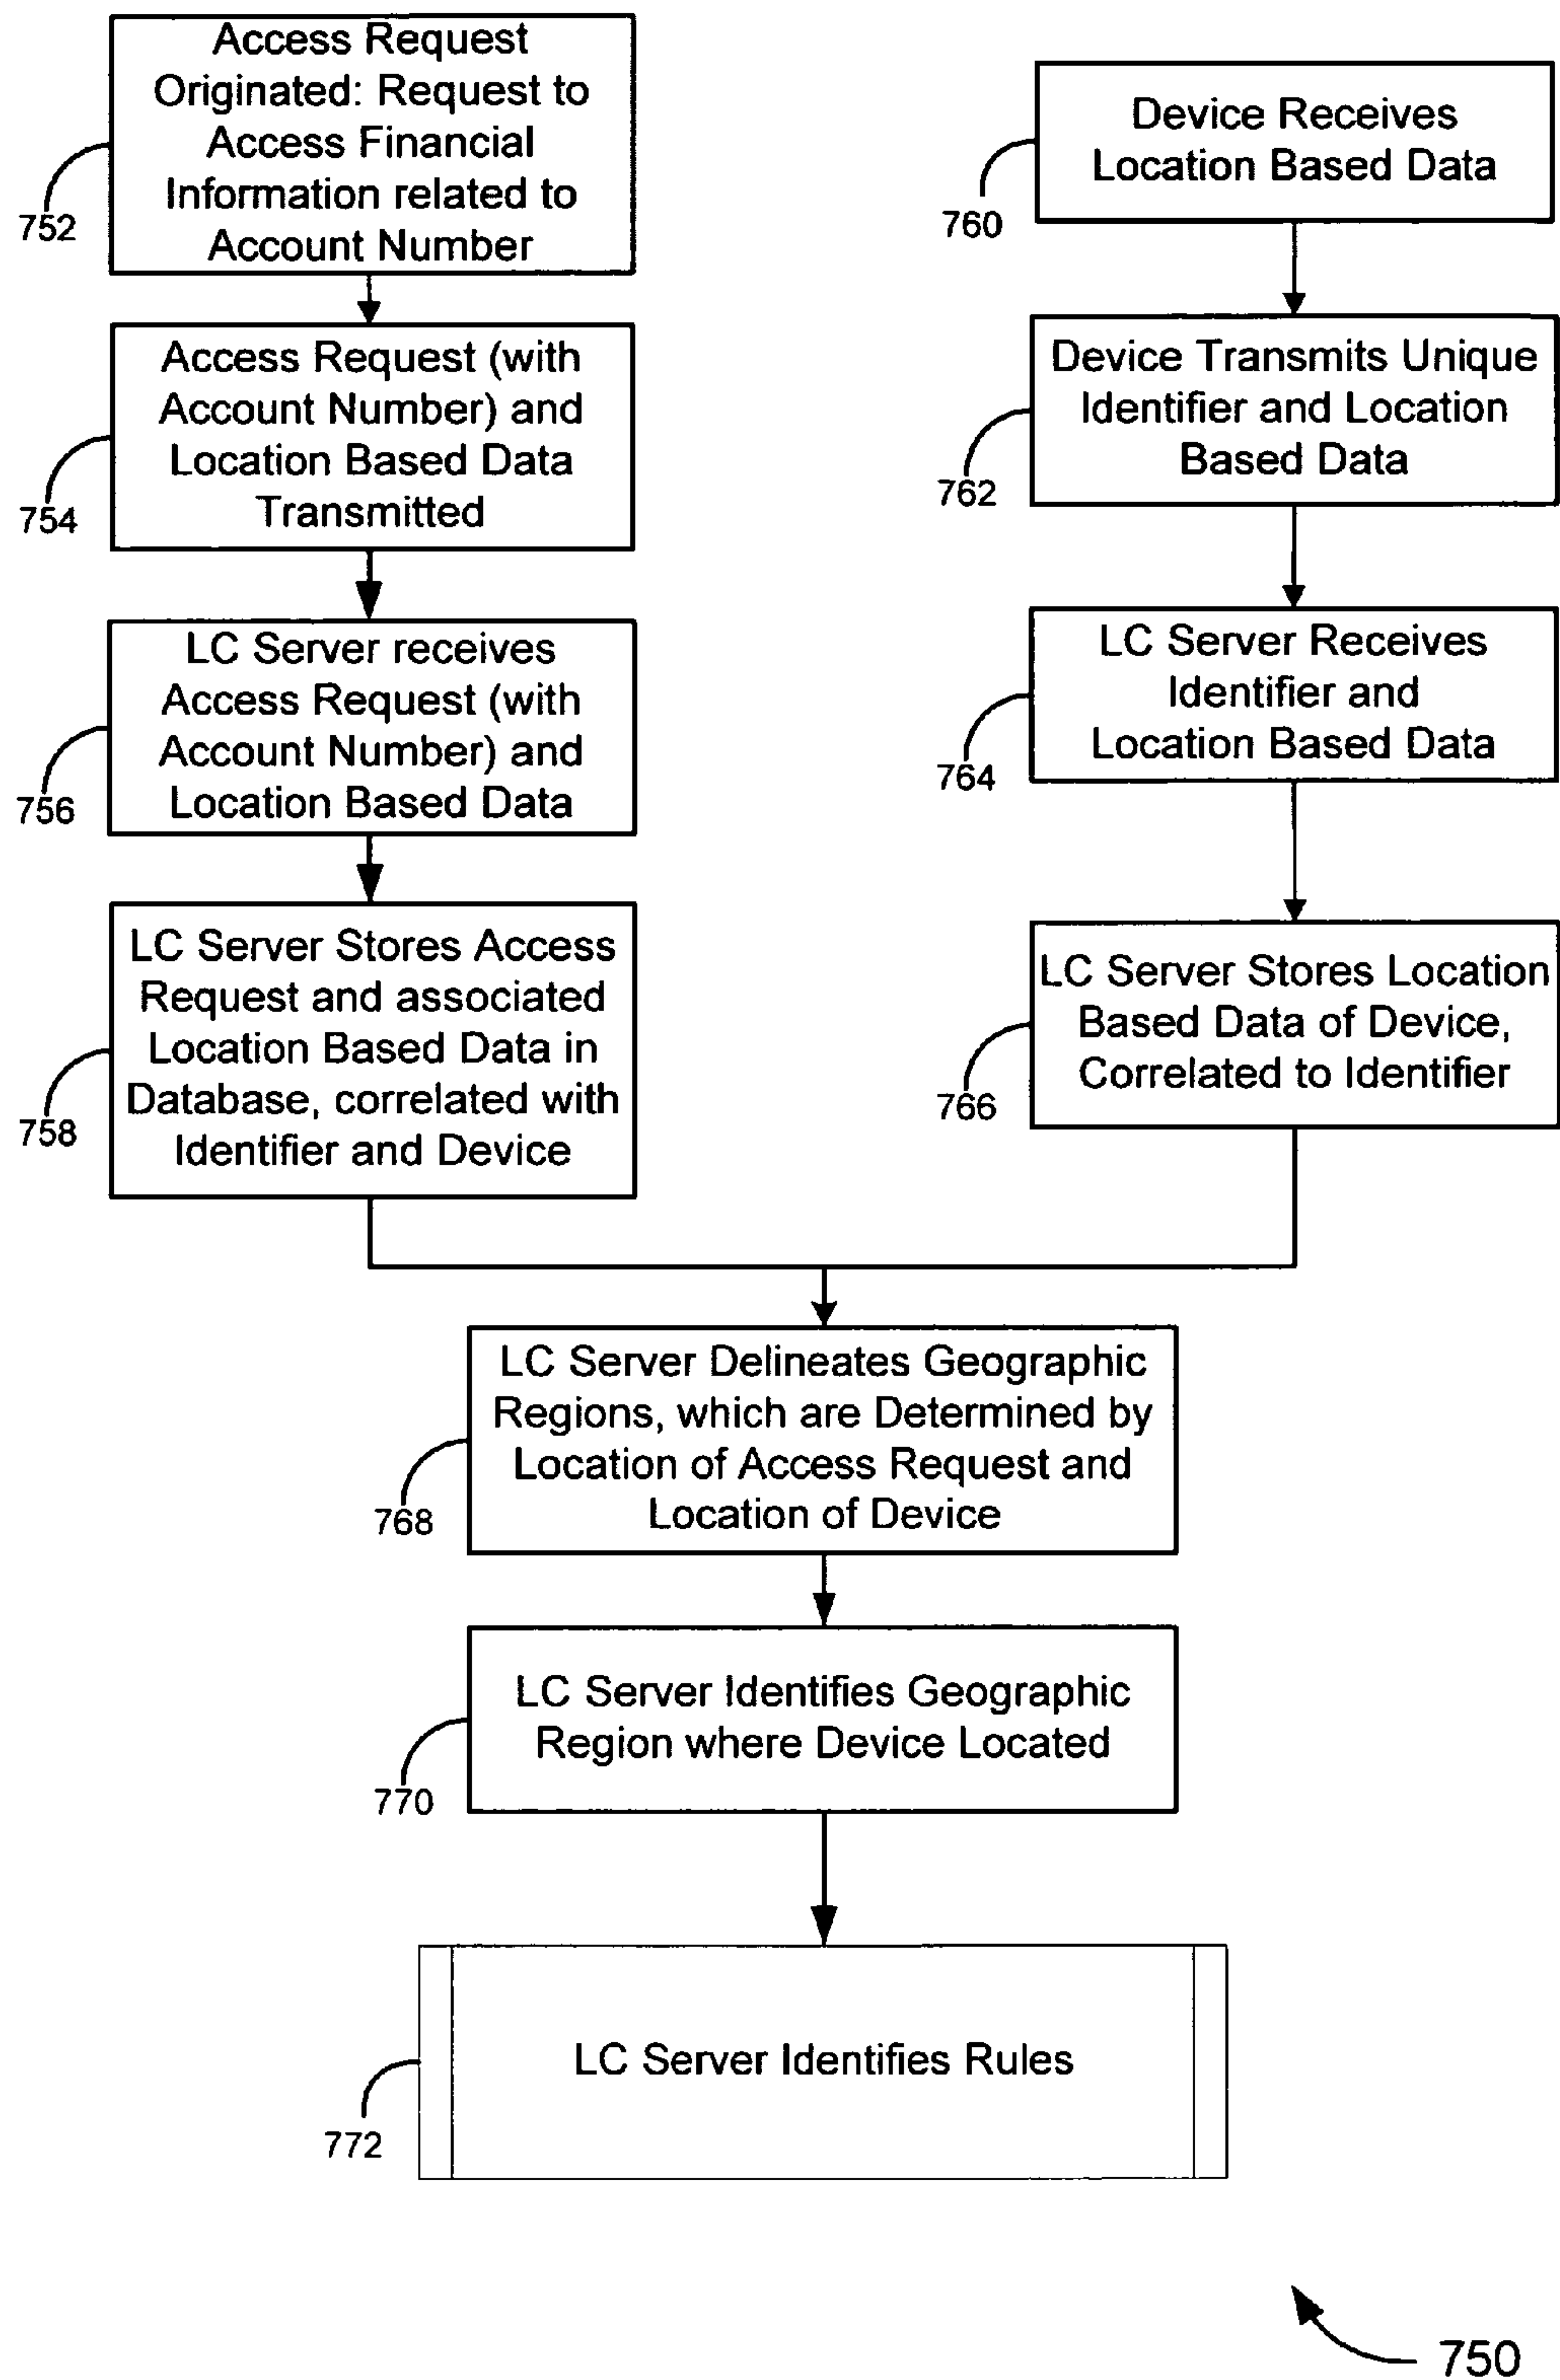 Access Request
Originated: Request to
Access Financial
Information related to
Account Number
752
Access Request (with
Account Number) and
Location Based Data
Transmitted
754
LC Server receives
Access Request (with
Account Number) and
Location Based Data
756
LC Server Stores Access
Request and associated
Location Based Data in
Database, correlated with
Identifier and Device
758
Device Receives
Location Based Data
760
Device Transmits Unique
Identifier and Location
Based Data
762
LC Server Receives
Identifier and
Location Based Data
764
LC Server Stores Location
Based Data of Device,
Correlated to Identifier
766
LC Server Delineates Geographic
Regions, which are Determined by
Location of Access Request and
Location of Device
768
LC Server Identifies Geographic
Region where Device Located
770
LC Server Identifies Rules
772
750